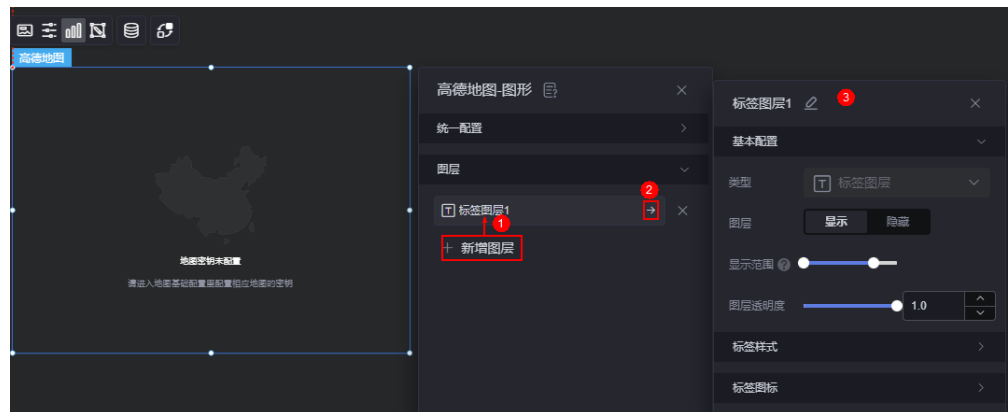 高德地图
地图密钥未配置
请进入地图基础配置里配置相应地图的密钥
高德地图-图形
统一配置
图层
2
T 标签图层1
1
新增图层
标签图层1 3
基本配置
类型 T 标签图层
图层 显示 隐藏
显示范围
图层透明度 1.0
标签样式
标签图标